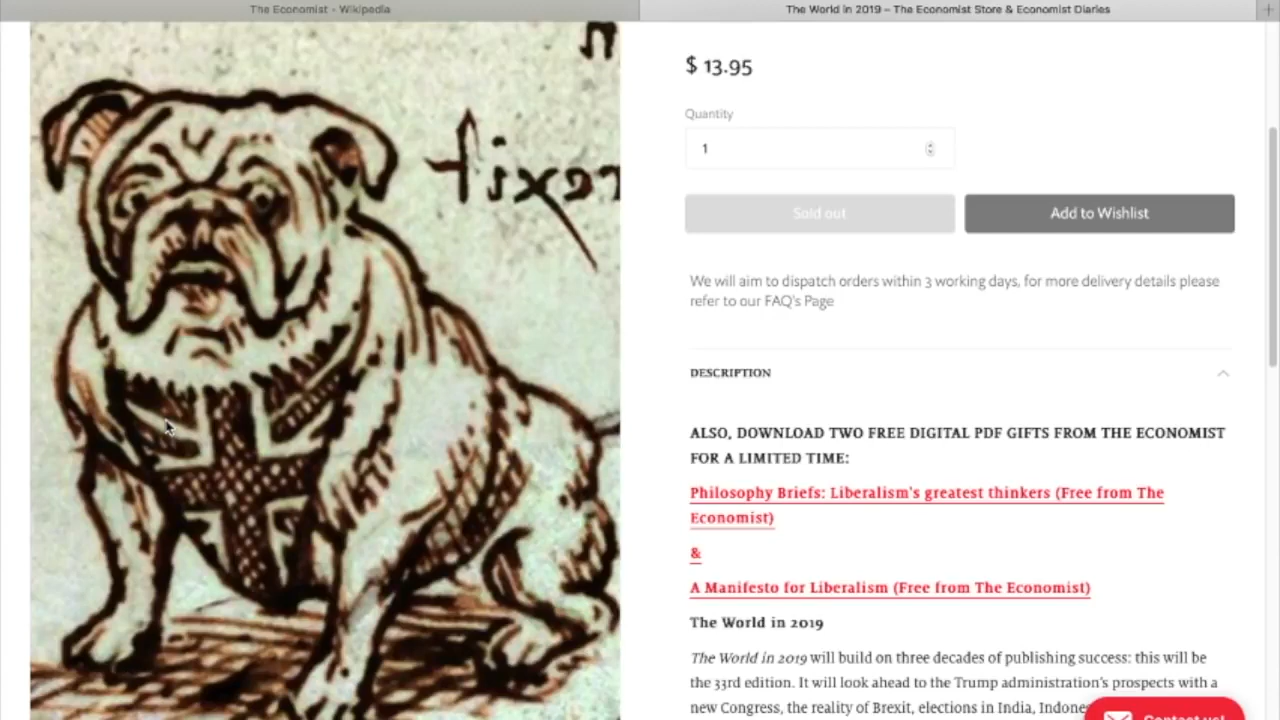 The Economist - Wikipedia
The World in 2019 – The Economist Store & Economist Diaries
$ 13.95
Quantity
1
Sold out
Add to Wishlist
We will aim to dispatch orders within 3 working days, for more delivery details please
refer to our FAQ's Page
DESCRIPTION
ALSO, DOWNLOAD TWO FREE DIGITAL PDF GIFTS FROM THE ECONOMIST
FOR A LIMITED TIME:
Philosophy Briefs: Liberalism's greatest thinkers (Free from The
Economist)
&
A Manifesto for Liberalism (Free from The Economist)
The World in 2019
The World in 2019 will build on three decades of publishing success: this will be
the 33rd edition. It will look ahead to the Trump administration's prospects with a
new Congress, the reality of Brexit, elections in India,
Contact us!